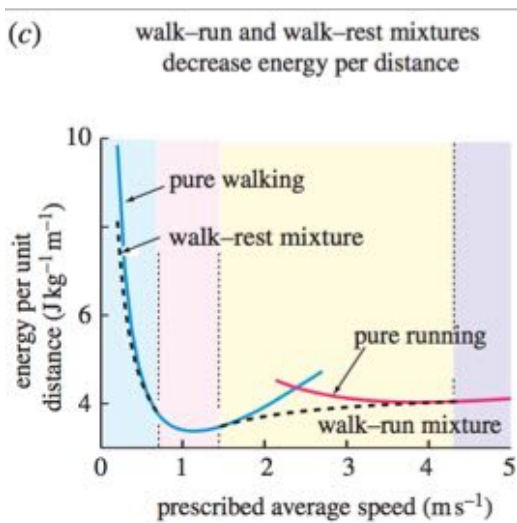 (c)
walk–run and walk–rest mixtures
decrease energy per distance
10
pure walking
walk–rest mixture
6
energy per unit
distance (J kg⁻¹ m⁻¹)
pure running
4
walk–run mixture
0 1 2 3 4 5
prescribed average speed (m s⁻¹)